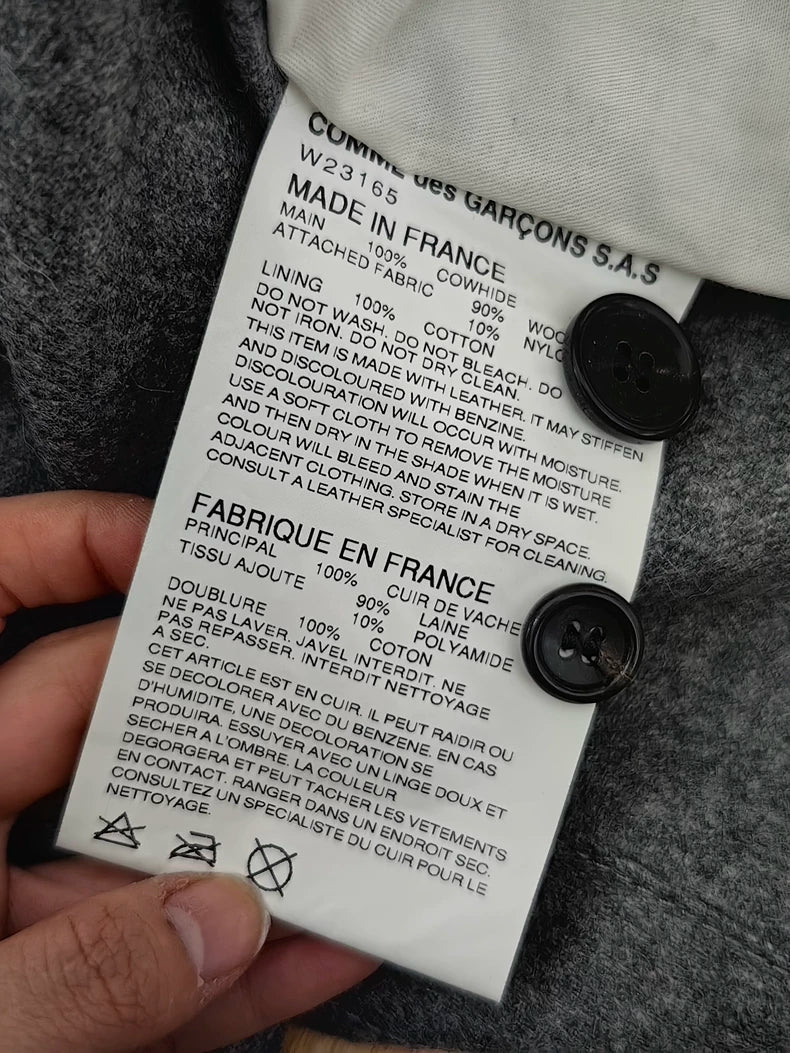 COMME des GARÇONS S.A.S
W23165
MADE IN FRANCE
MAIN 100% COWHIDE
ATTACHED FABRIC 90%
10%
LINING 100% COTTON
DO NOT WASH. DO NOT BLEACH. DO
NOT IRON. DO NOT DRY CLEAN.
THIS ITEM IS MADE WITH LEATHER. IT MAY STIFFEN
AND DISCOLOURED WITH BENZINE.
DISCOLOURATION WILL OCCUR WITH MOISTURE.
USE A SOFT CLOTH TO REMOVE THE MOISTURE
AND THEN DRY IN THE SHADE WHEN IT IS WET.
COLOUR WILL BLEED AND STAIN THE
ADJACENT CLOTHING. STORE IN A DRY SPACE.
CONSULT A LEATHER SPECIALIST FOR CLEANING.
FABRIQUE EN FRANCE
PRINCIPAL 100% CUIR DE VACHE
TISSU AJOUTE 90% LAINE
10% POLYAMIDE
DOUBLURE 100% COTON
NE PAS LAVER. JAVEL INTERDIT. NE
PAS REPASSER. INTERDIT NETTOYAGE
A SEC.
CET ARTICLE EST EN CUIR. IL PEUT RAIDIR OU
SE DECOLORER AVEC DU BENZENE. EN CAS
D'HUMIDITE, UNE DECOLORATION SE
PRODUIRA. ESSUYER AVEC UN LINGE DOUX ET
SECHER A L'OMBRE. LA COULEUR
DEGORGERA ET PEUT TACHER LES VETEMENTS
EN CONTACT. RANGER DANS UN ENDROIT SEC.
CONSULTEZ UN SPECIALISTE DU CUIR POUR LE
NETTOYAGE.